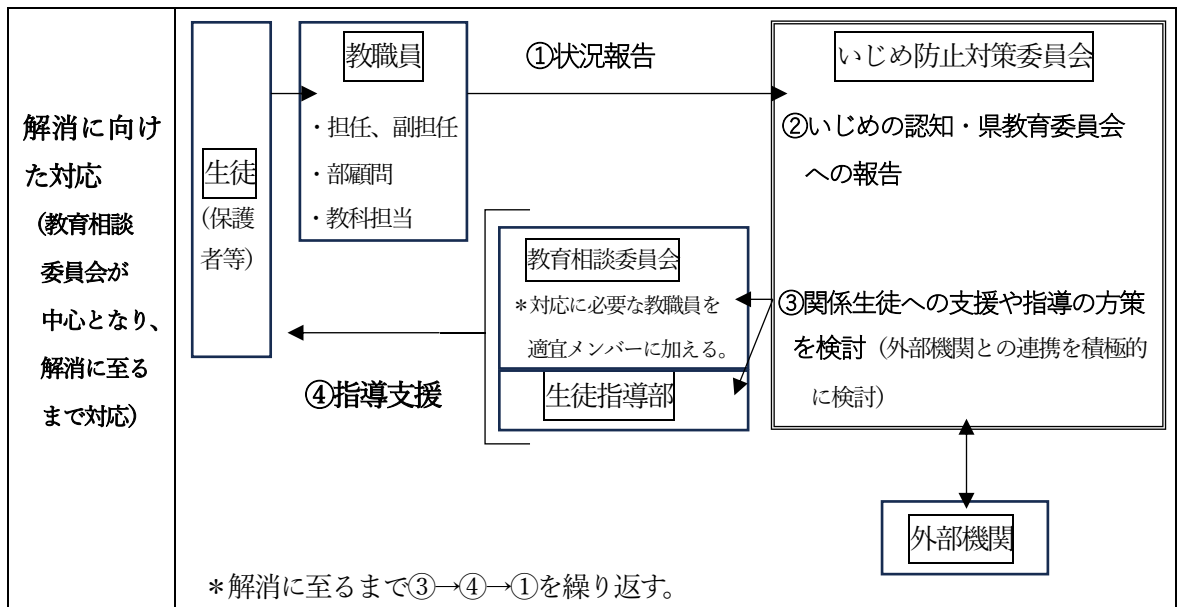 解消に向け
た対応
（教育相談
委員会が
中心となり、
解消に至る
まで対応）
生徒
（保護
者等）
教職員
・担任、副担任
・部顧問
・教科担当
①状況報告
いじめ防止対策委員会
②いじめの認知・県教育委員会
への報告
教育相談委員会
＊対応に必要な教職員を
適宜メンバーに加える。
生徒指導部
③関係生徒への支援や指導の方策
を検討（外部機関との連携を積極的
に検討）
④指導支援
外部機関
＊解消に至るまで③→④→①を繰り返す。